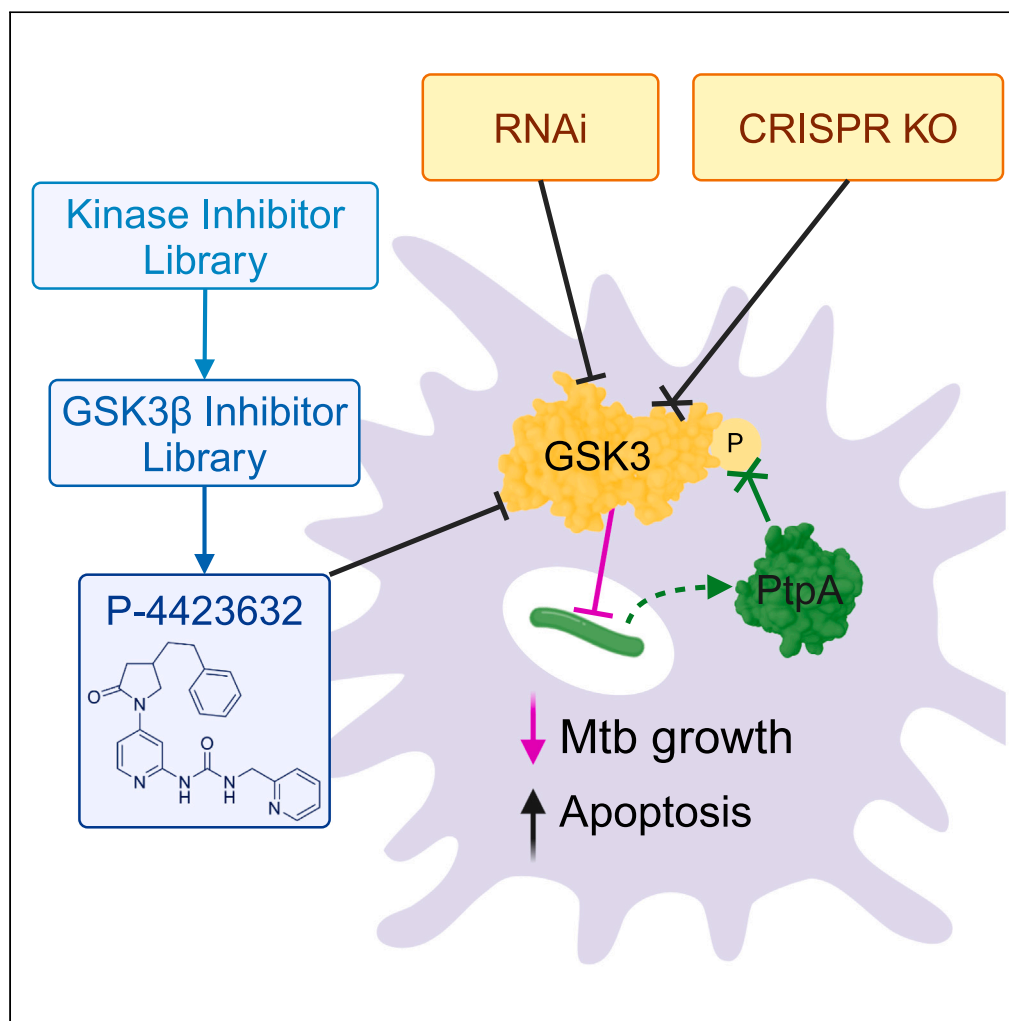 RNAi
CRISPR KO
Kinase Inhibitor
Library
GSK3β Inhibitor
Library
P-4423632
O
N
N
N
H
O
N
H
N
GSK3
P
PtpA
Mtb growth
Apoptosis